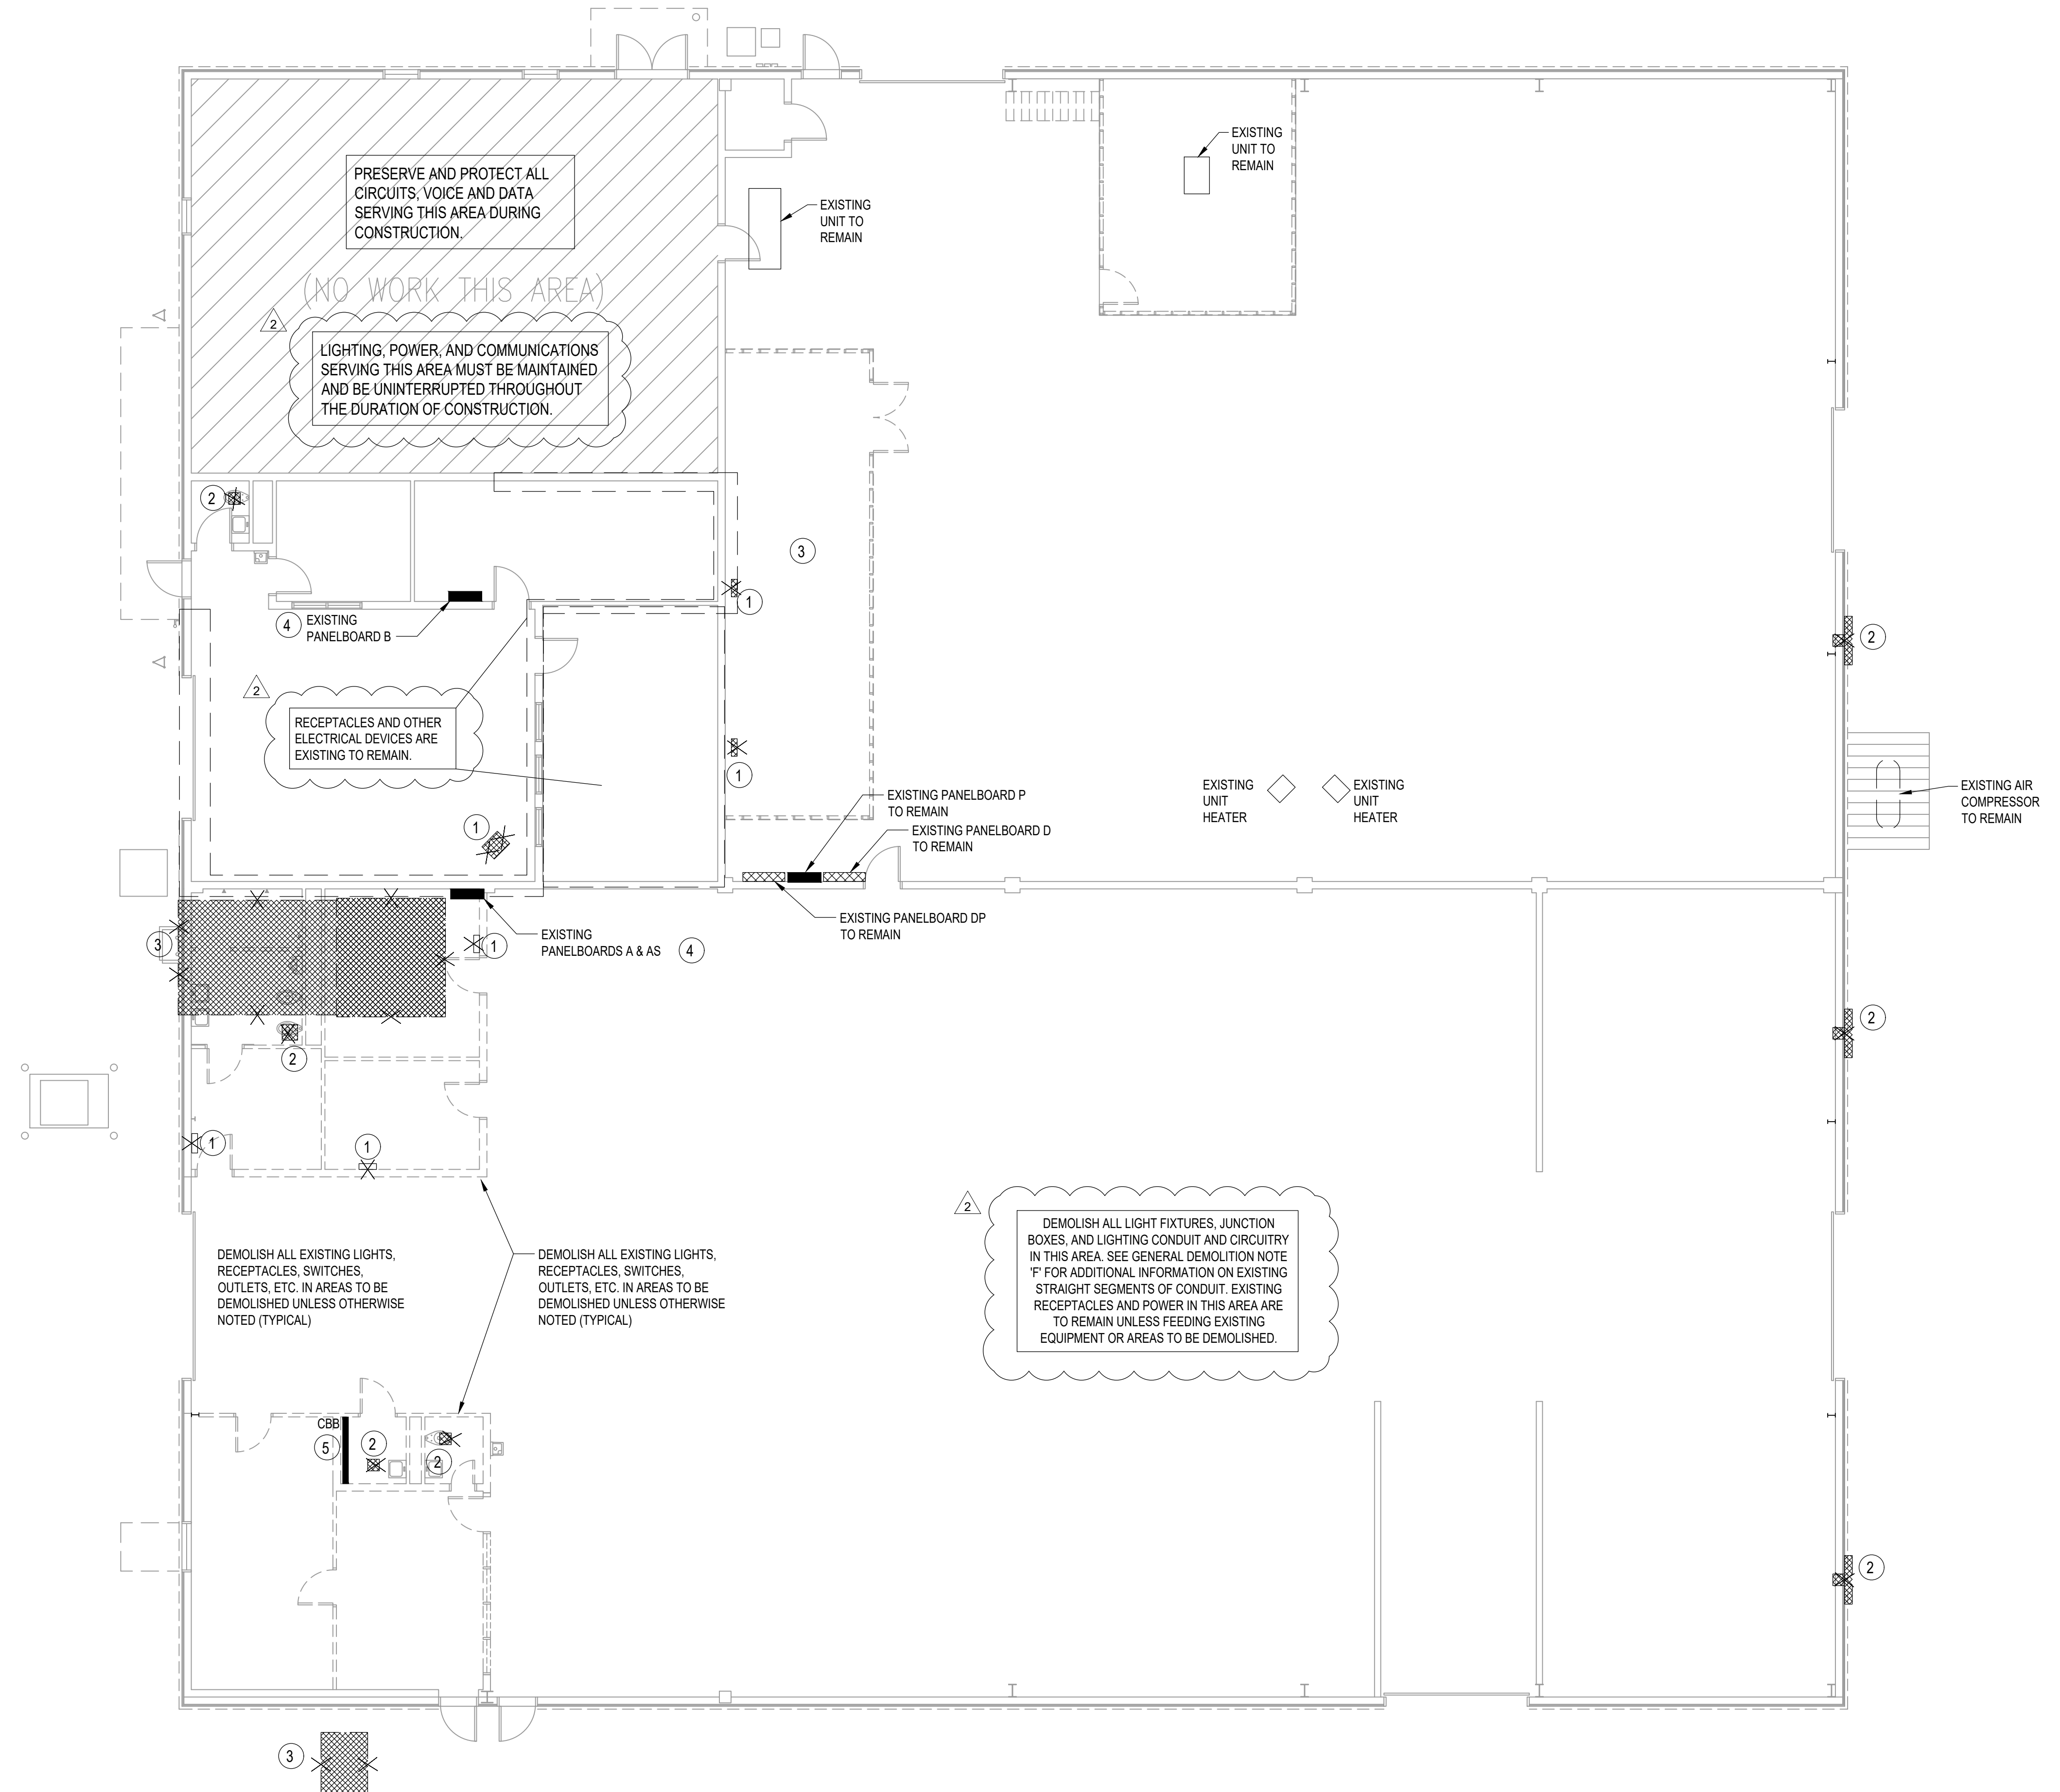 EXISTING
UNIT TO
REMAIN
PRESERVE AND PROTECT ALL
CIRCUITS, VOICE AND DATA
SERVING THIS AREA DURING
CONSTRUCTION.
EXISTING
UNIT TO
REMAIN
(NO WORK THIS AREA)
2
LIGHTING, POWER, AND COMMUNICATIONS
SERVING THIS AREA MUST BE MAINTAINED
AND BE UNINTERRUPTED THROUGHOUT
THE DURATION OF CONSTRUCTION.
2
3
1
4
EXISTING
PANELBOARD B
2
2
RECEPTACLES AND OTHER
ELECTRICAL DEVICES ARE
EXISTING TO REMAIN.
1
1
EXISTING PANELBOARD P
TO REMAIN
EXISTING PANELBOARD D
TO REMAIN
EXISTING
UNIT
HEATER
EXISTING
UNIT
HEATER
EXISTING AIR
COMPRESSOR
TO REMAIN
EXISTING PANELBOARD DP
TO REMAIN
3
1
EXISTING
PANELBOARDS A & AS
4
2
2
1
1
2
DEMOLISH ALL LIGHT FIXTURES, JUNCTION
BOXES, AND LIGHTING CONDUIT AND CIRCUITRY
IN THIS AREA. SEE GENERAL DEMOLITION NOTE
'F' FOR ADDITIONAL INFORMATION ON EXISTING
STRAIGHT SEGMENTS OF CONDUIT. EXISTING
RECEPTACLES AND POWER IN THIS AREA ARE
TO REMAIN UNLESS FEEDING EXISTING
EQUIPMENT OR AREAS TO BE DEMOLISHED.
DEMOLISH ALL EXISTING LIGHTS,
RECEPTACLES, SWITCHES,
OUTLETS, ETC. IN AREAS TO BE
DEMOLISHED UNLESS OTHERWISE
NOTED (TYPICAL)
DEMOLISH ALL EXISTING LIGHTS,
RECEPTACLES, SWITCHES,
OUTLETS, ETC. IN AREAS TO BE
DEMOLISHED UNLESS OTHERWISE
NOTED (TYPICAL)
CBB
5
2
2
2
3